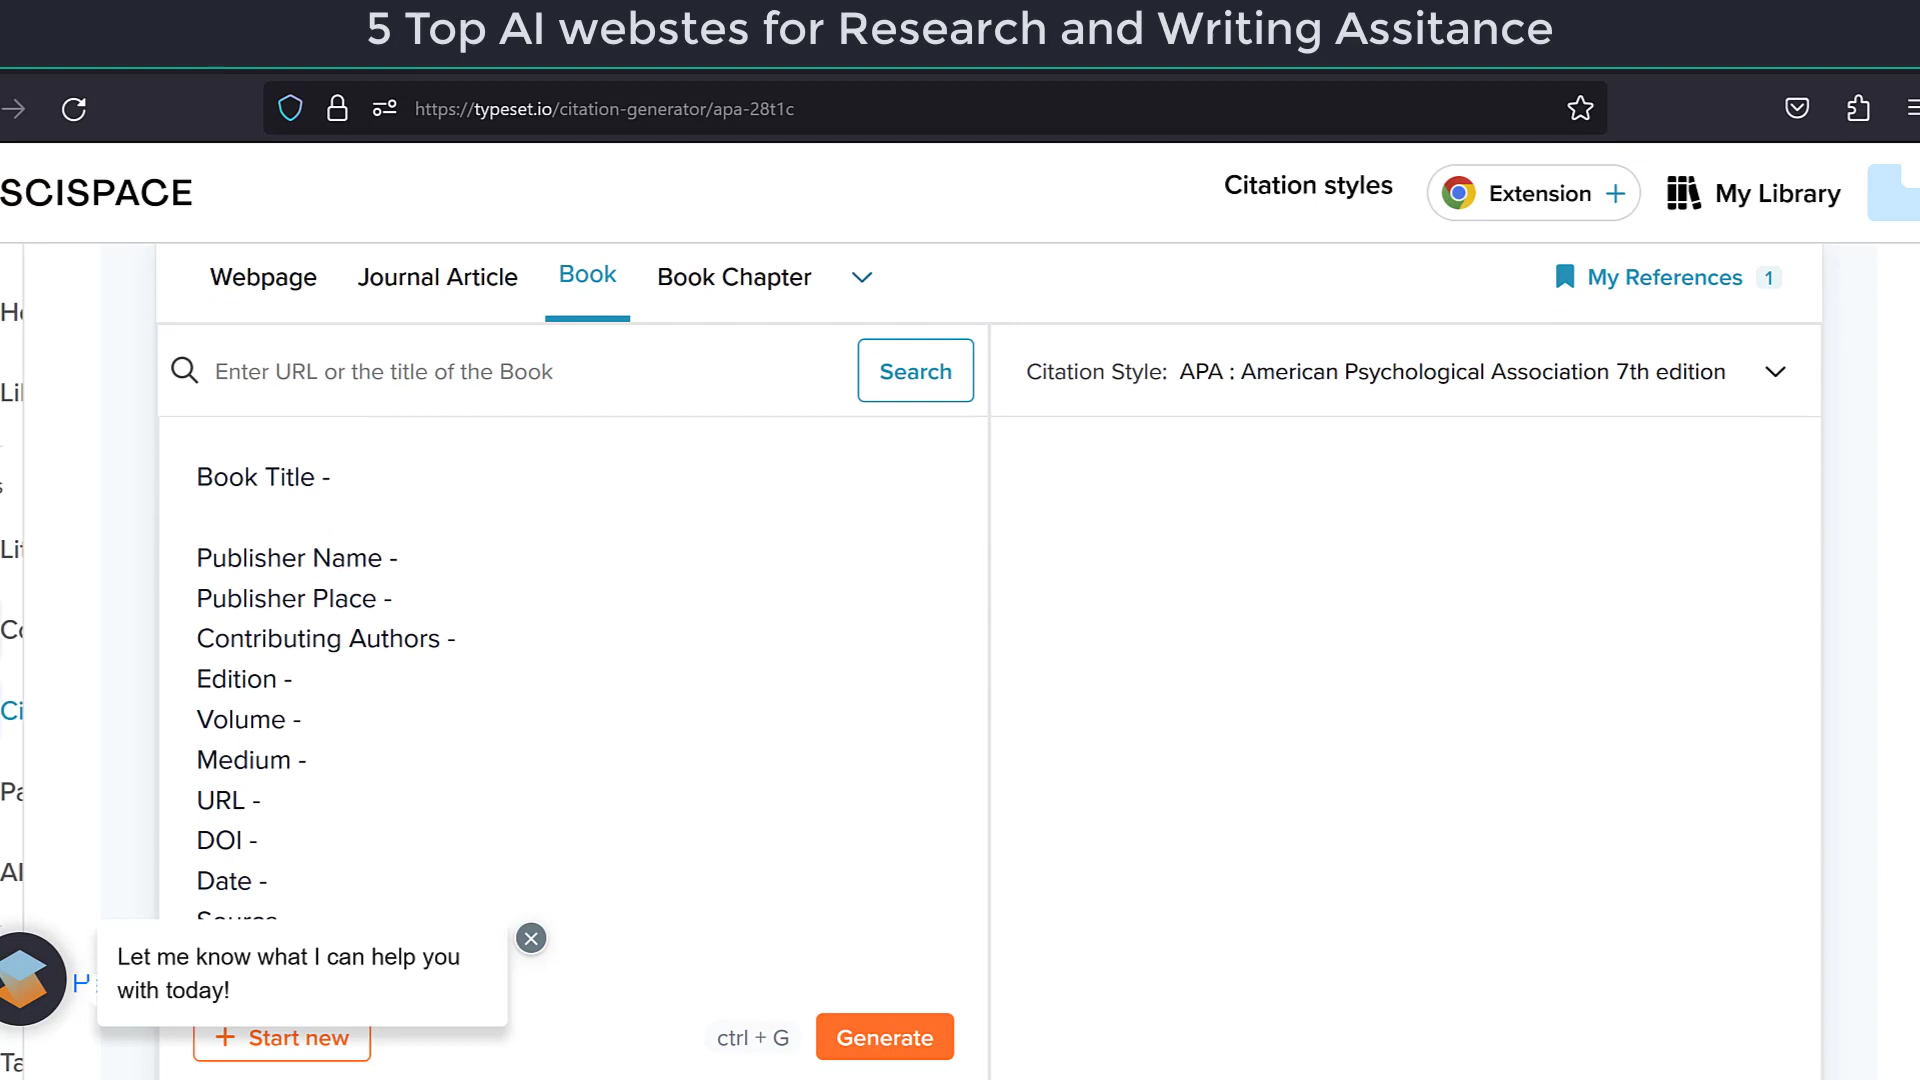 5 Top AI webstes for Research and Writing Assitance
https://typeset.io/citation-generator/apa-28t1c
SCISPACE
Citation styles
Extension +
My Library
Webpage
Journal Article
Book
Book Chapter
My References 1
Enter URL or the title of the Book
Search
Citation Style: APA : American Psychological Association 7th edition
Book Title -
Publisher Name -
Publisher Place -
Contributing Authors -
Edition -
Volume -
Medium -
URL -
DOI -
Date -
Let me know what I can help you
with today!
+ Start new
ctrl + G
Generate